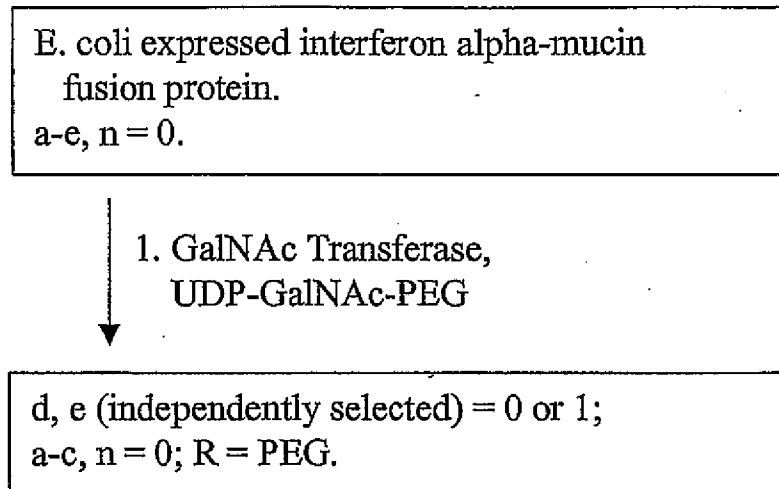 E. coli expressed interferon alpha-mucin
fusion protein.
a-e, n = 0.
1. GalNAc Transferase,
UDP-GalNAc-PEG
d, e (independently selected) = 0 or 1;
a-c, n = 0; R = PEG.